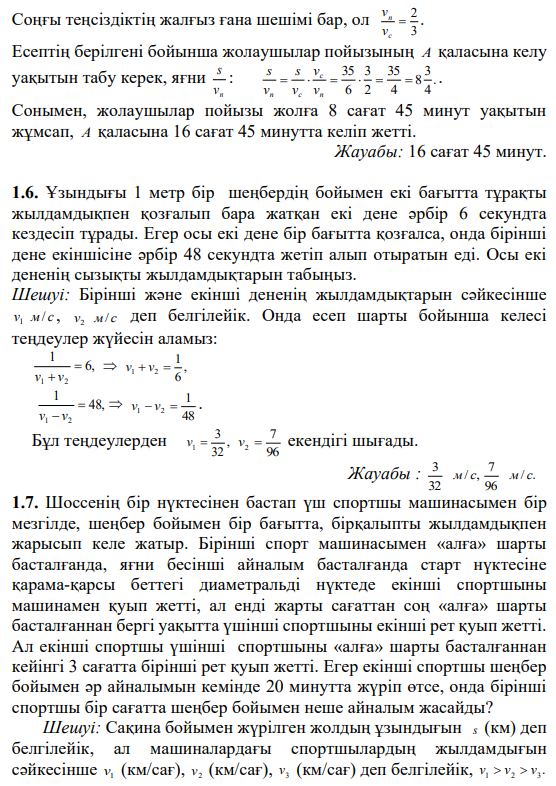 Соңғы теңсіздіктің жалғыз ғана шешімі бар, ол v_п/v_c = 2/3.
Есептің берілгені бойынша жолаушылар пойызының A қаласына келу
уақытын табу керек, яғни s/v_п : s/v_п = s/v_c · v_c/v_п = 35/6 · 3/2 = 35/4 = 8 3/4..
Сонымен, жолаушылар пойызы жолға 8 сағат 45 минут уақытын
жұмсап, A қаласына 16 сағат 45 минутта келіп жетті.
Жауабы: 16 сағат 45 минут.
1.6. Ұзындығы 1 метр бір шеңбердің бойымен екі бағытта тұрақты
жылдамдықпен қозғалып бара жатқан екі дене әрбір 6 секундта
кездесіп тұрады. Егер осы екі дене бір бағытта қозғалса, онда бірінші
дене екіншісіне әрбір 48 секундта жетіп алып отыратын еді. Осы екі
дененің сызықты жылдамдықтарын табыңыз.
Шешуі: Бірінші және екінші дененің жылдамдықтарын сәйкесінше
v₁ м/с, v₂ м/с деп белгілейік. Онда есеп шарты бойынша келесі
теңдеулер жүйесін аламыз:
1/(v₁ + v₂) = 6, ⇒ v₁ + v₂ = 1/6,
1/(v₁ − v₂) = 48, ⇒ v₁ − v₂ = 1/48.
Бұл теңдеулерден v₁ = 3/32, v₂ = 7/96 екендігі шығады.
Жауабы : 3/32 м/с, 7/96 м/с.
1.7. Шоссенің бір нүктесінен бастап үш спортшы машинасымен бір
мезгілде, шеңбер бойымен бір бағытта, бірқалыпты жылдамдықпен
жарысып келе жатыр. Бірінші спорт машинасымен «алға» шарты
басталғанда, яғни бесінші айналым басталғанда старт нүктесіне
қарама-қарсы беттегі диаметральді нүктеде екінші спортшыны
машинамен қуып жетті, ал енді жарты сағаттан соң «алға» шарты
басталғаннан бергі уақытта үшінші спортшыны екінші рет қуып жетті.
Ал екінші спортшы үшінші спортшыны «алға» шарты басталғаннан
кейінгі 3 сағатта бірінші рет қуып жетті. Егер екінші спортшы шеңбер
бойымен әр айналымын кемінде 20 минутта жүріп өтсе, онда бірінші
спортшы бір сағатта шеңбер бойымен неше айналым жасайды?
Шешуі: Сақина бойымен жүрілген жолдың ұзындығын s (км) деп
белгілейік, ал машиналардағы спортшылардың жылдамдығын
сәйкесінше v₁ (км/сағ), v₂ (км/сағ), v₃ (км/сағ) деп белгілейік, v₁ > v₂ > v₃.